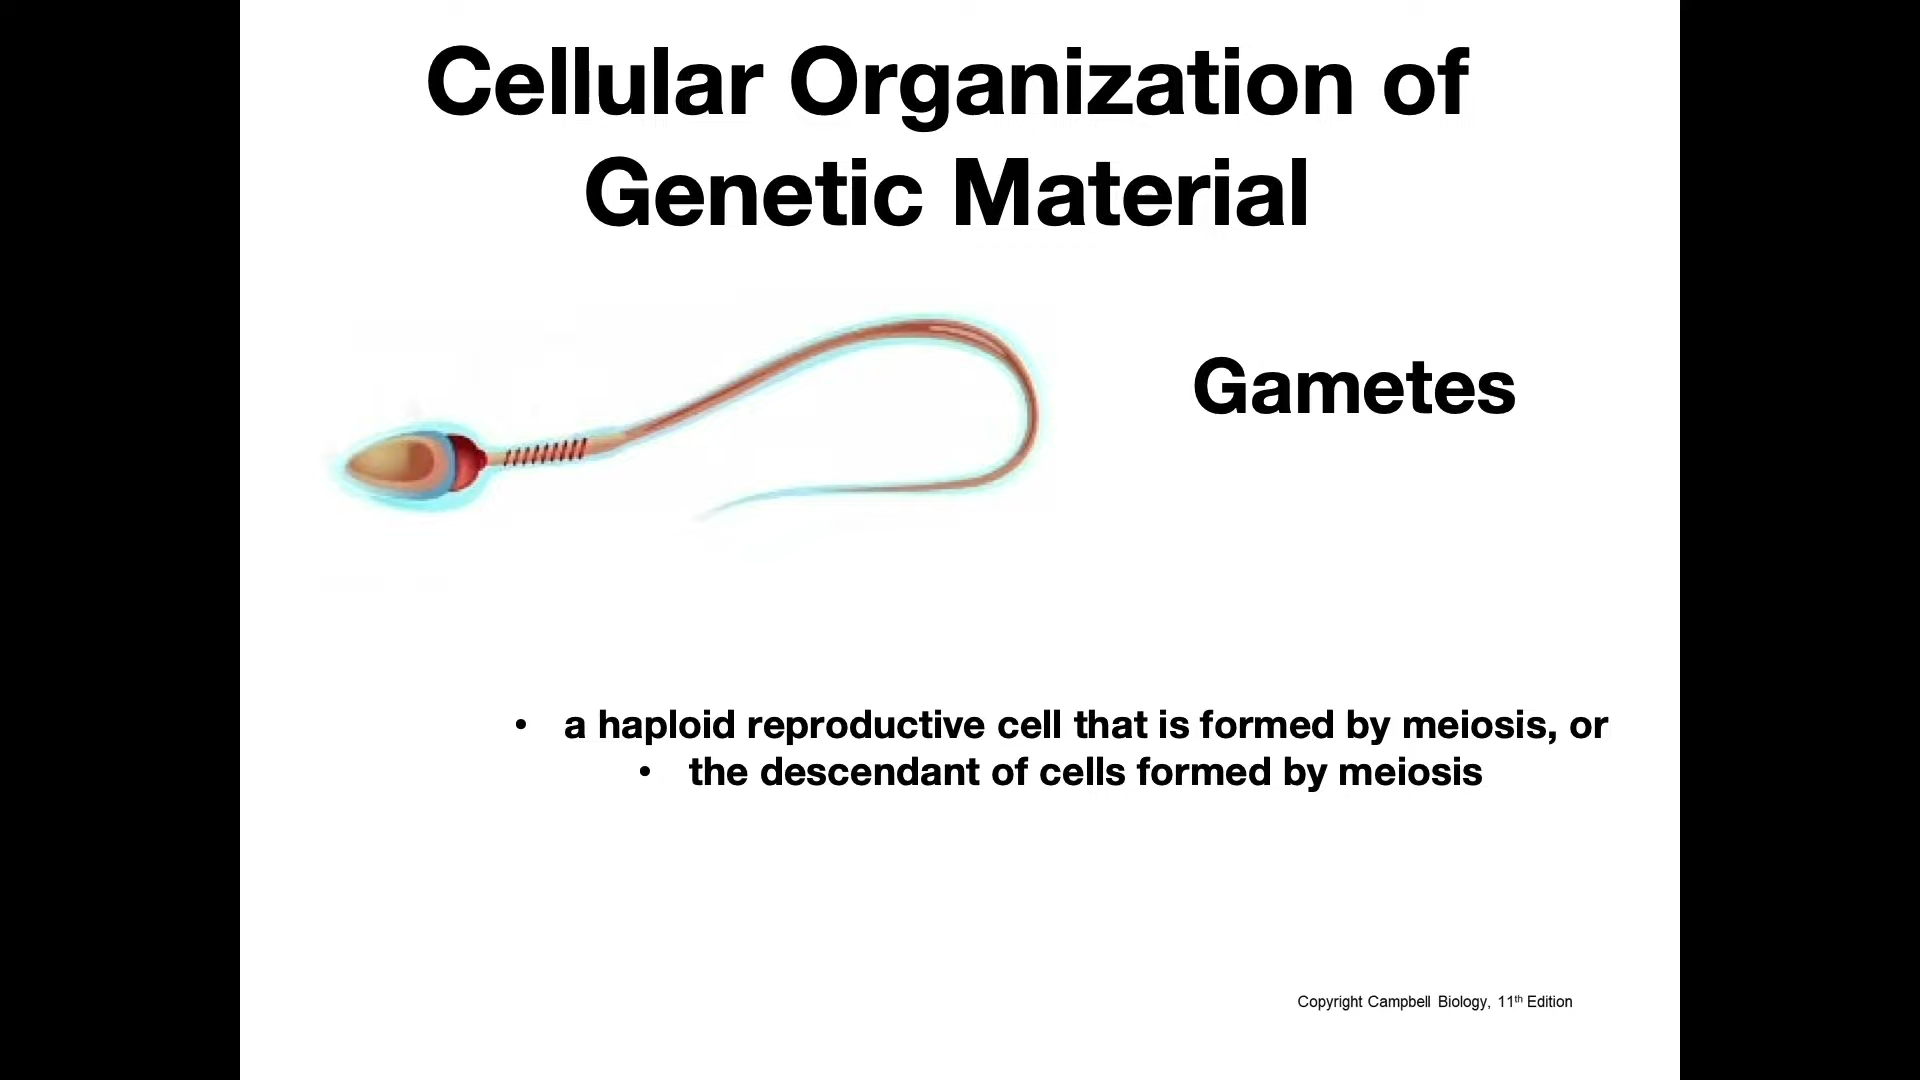 Cellular Organization of
Genetic Material
Gametes
• a haploid reproductive cell that is formed by meiosis, or
• the descendant of cells formed by meiosis
Copyright Campbell Biology, 11th Edition